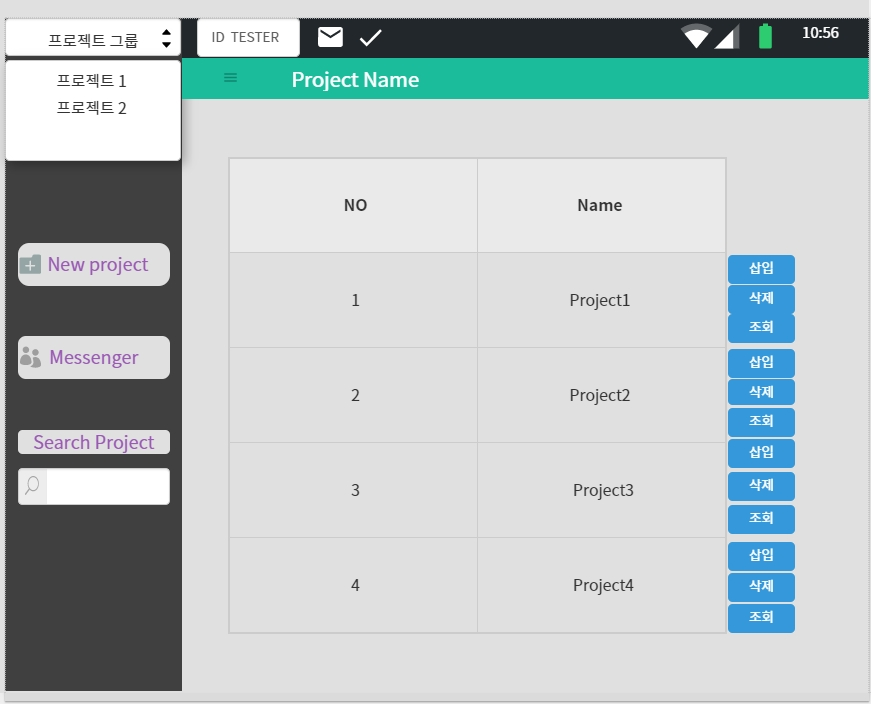 프로젝트 그룹
ID TESTER
10:56
프로젝트 1
프로젝트 2
Project Name
New project
Messenger
Search Project
NO Name
1 Project1
삽입
삭제
조회
2 Project2
삽입
삭제
조회
3 Project3
삽입
삭제
조회
4 Project4
삽입
삭제
조회